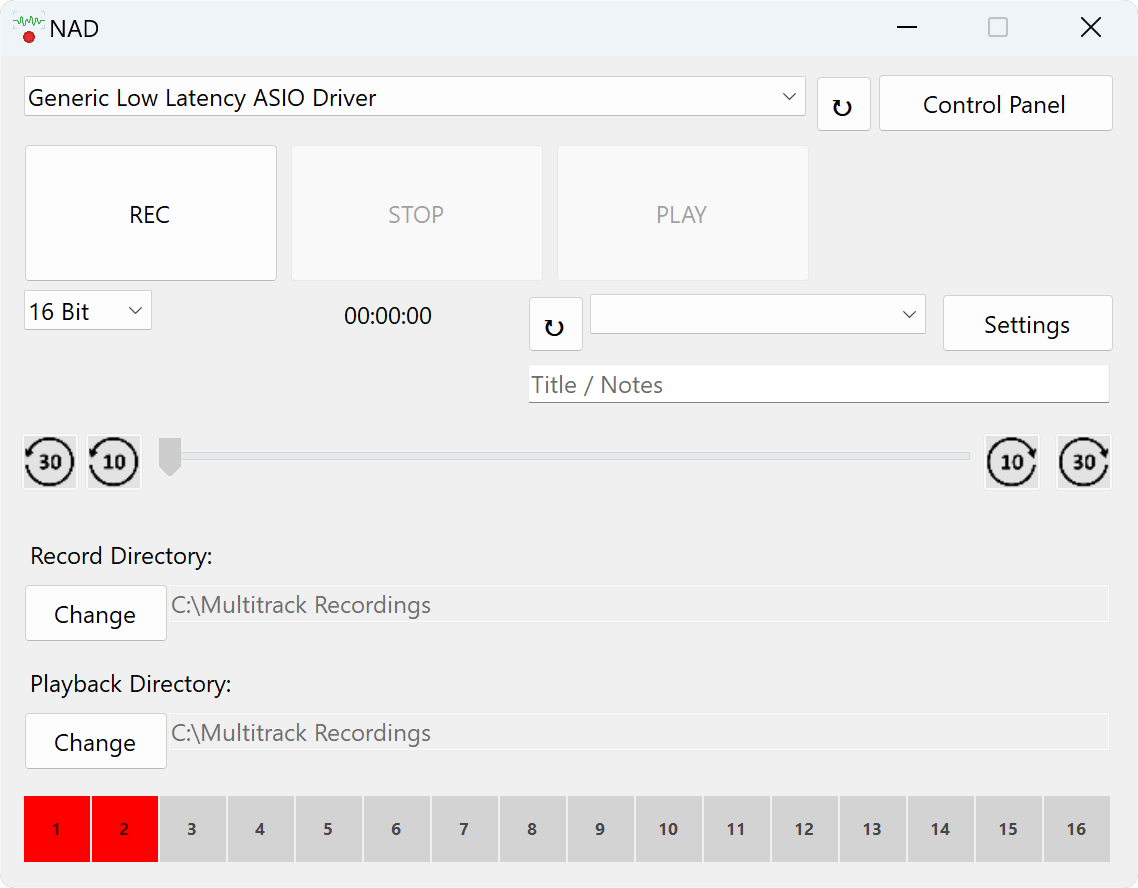 NAD
Generic Low Latency ASIO Driver
↻
Control Panel
REC
STOP
PLAY
16 Bit
00:00:00
↻
Settings
Title / Notes
30
10
10
30
Record Directory:
Change
C:\Multitrack Recordings
Playback Directory:
Change
C:\Multitrack Recordings
1 2 3 4 5 6 7 8 9 10 11 12 13 14 15 16